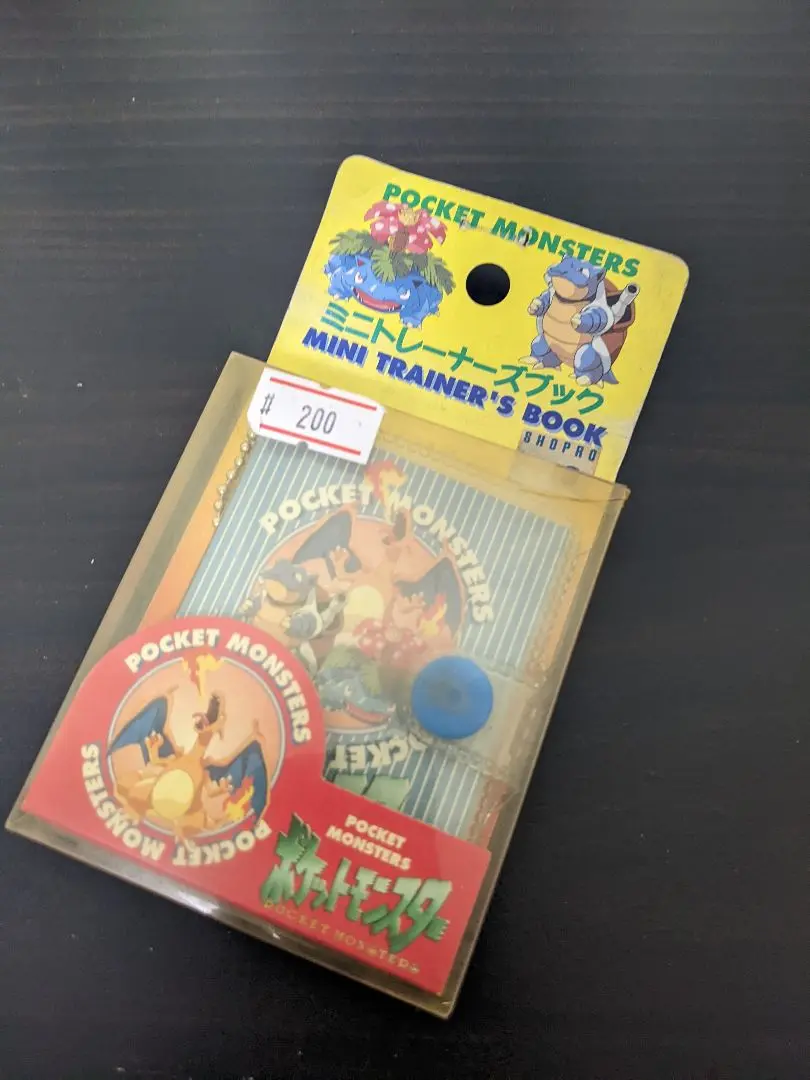 POCKET MONSTERS
ミニトレーナーズブック
MINI TRAINER'S BOOK
SHOPRO
# 200
POCKET MONSTERS
POCKET
POCKET MONSTERS
POCKET MONSTERS
POCKET
MONSTERS
ポケットモンスター
POCKET MONSTERS